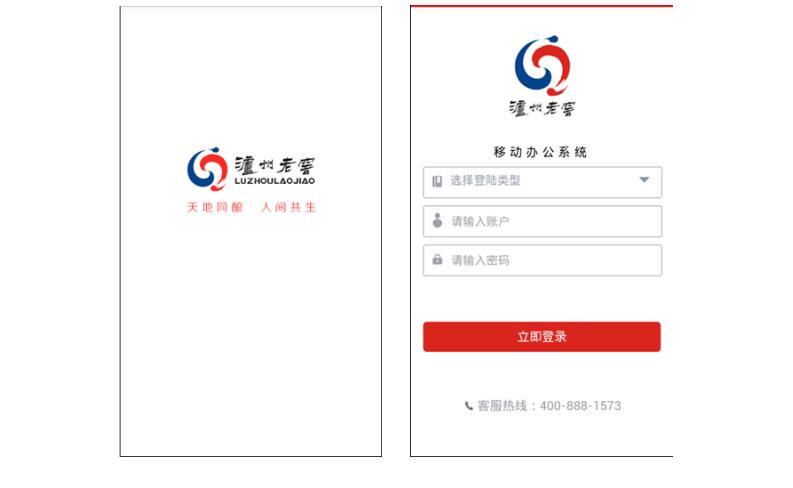 泸州老窖
LUZHOULAOJIAO
天地同酿 人间共生
泸州老窖
移动办公系统
选择登陆类型
请输入账户
请输入密码
立即登录
客服热线：400-888-1573